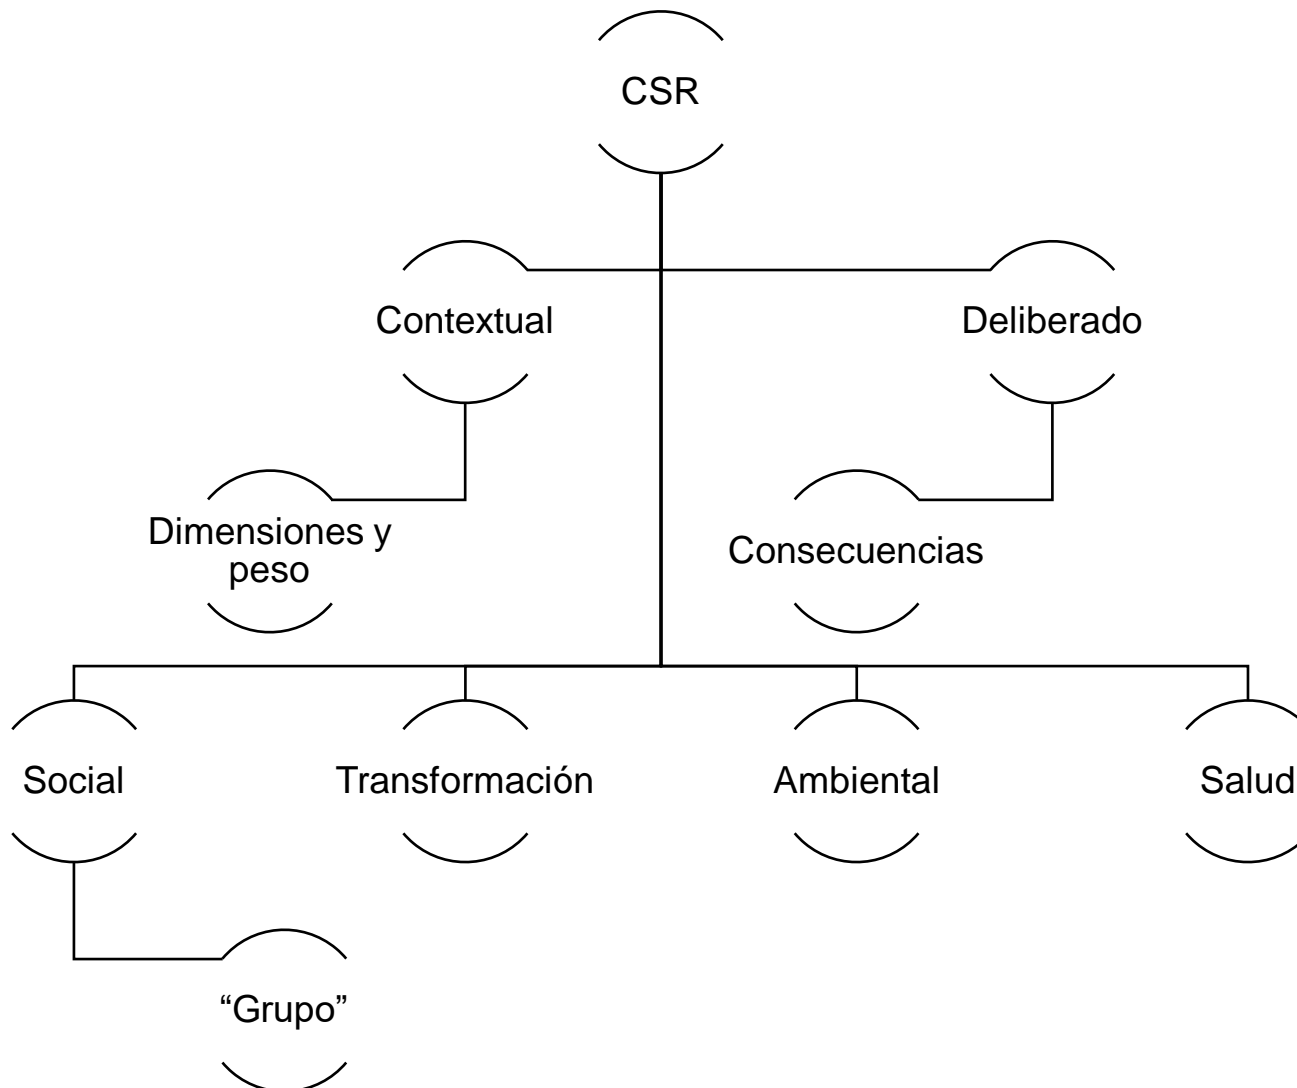 CSR
Contextual
Deliberado
Dimensiones y
peso
Consecuencias
Social
Transformación
Ambiental
Salud
“Grupo”